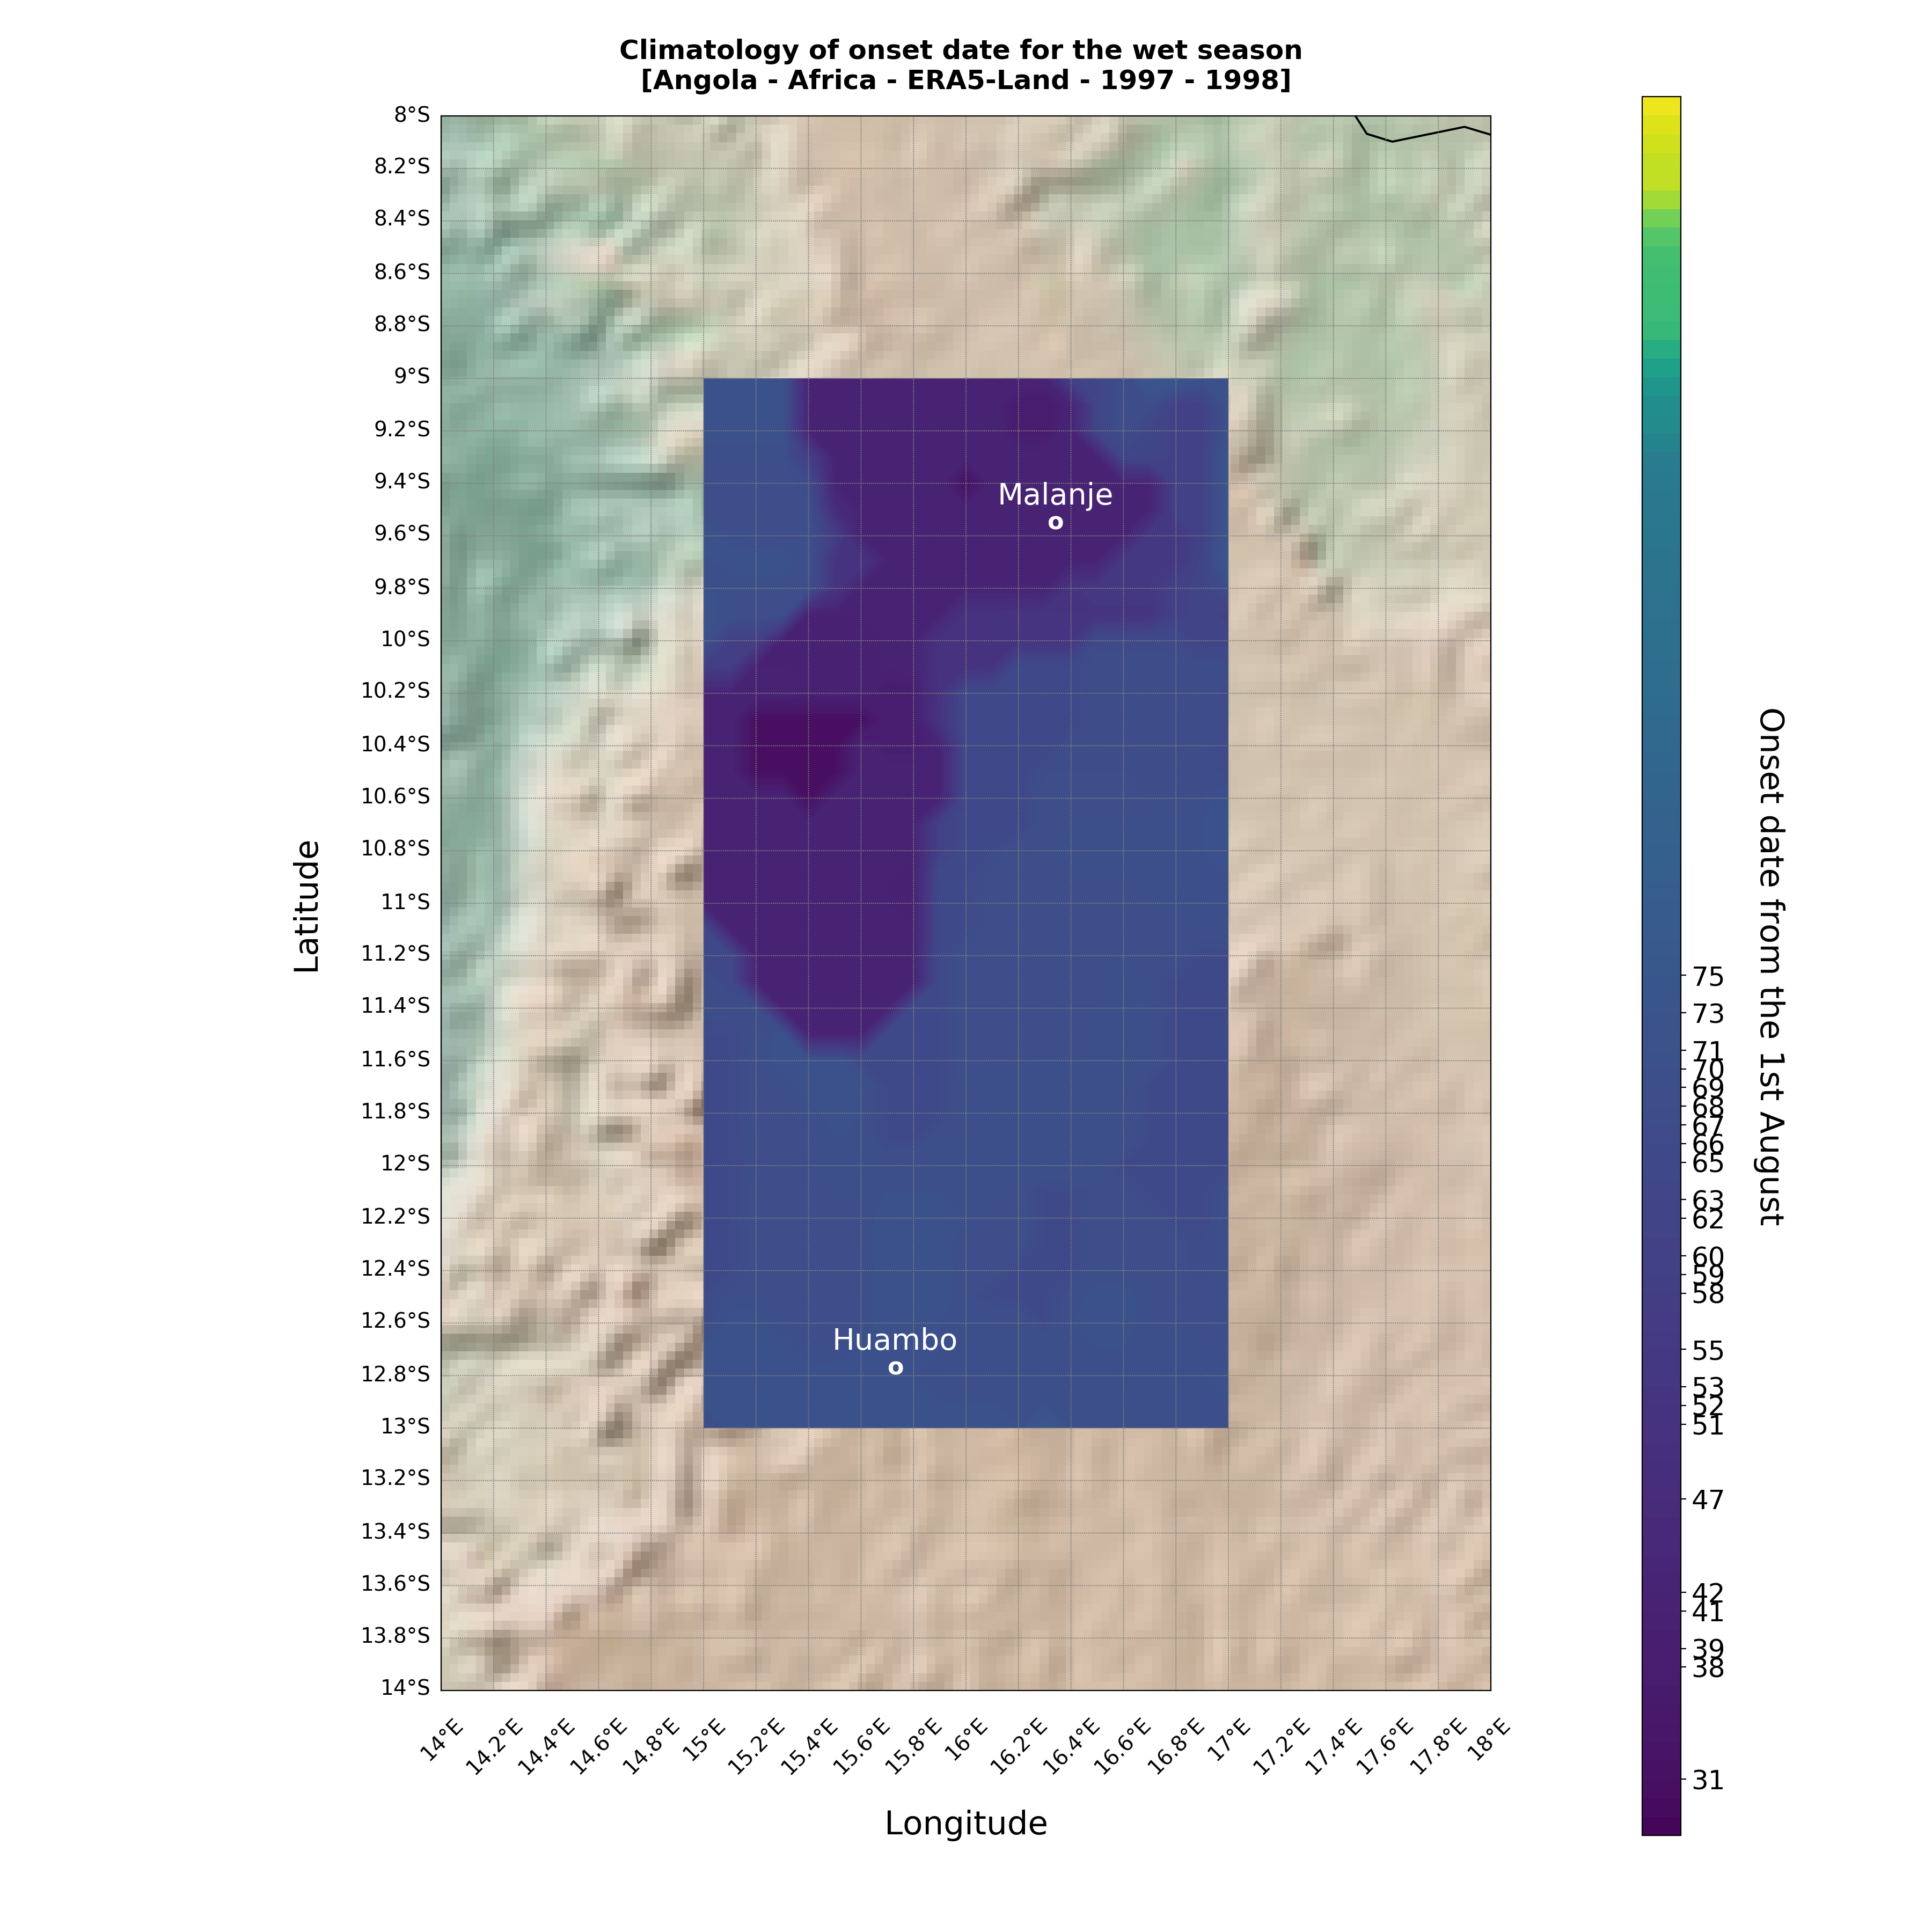 Climatology of onset date for the wet season
[Angola - Africa - ERA5-Land - 1997 - 1998]
8°S
8.2°S
8.4°S
8.6°S
8.8°S
9°S
9.2°S
9.4°S
9.6°S
9.8°S
10°S
10.2°S
10.4°S
10.6°S
10.8°S
11°S
11.2°S
11.4°S
11.6°S
11.8°S
12°S
12.2°S
12.4°S
12.6°S
12.8°S
13°S
13.2°S
13.4°S
13.6°S
13.8°S
14°S
Latitude
Malanje
Huambo
14°E
14.2°E
14.4°E
14.6°E
14.8°E
15°E
15.2°E
15.4°E
15.6°E
15.8°E
16°E
16.2°E
16.4°E
16.6°E
16.8°E
17°E
17.2°E
17.4°E
17.6°E
17.8°E
18°E
Longitude
75
73
71
70
69
68
67
66
65
63
62
60
59
58
55
53
52
51
47
42
41
39
38
31
Onset date from the 1st August